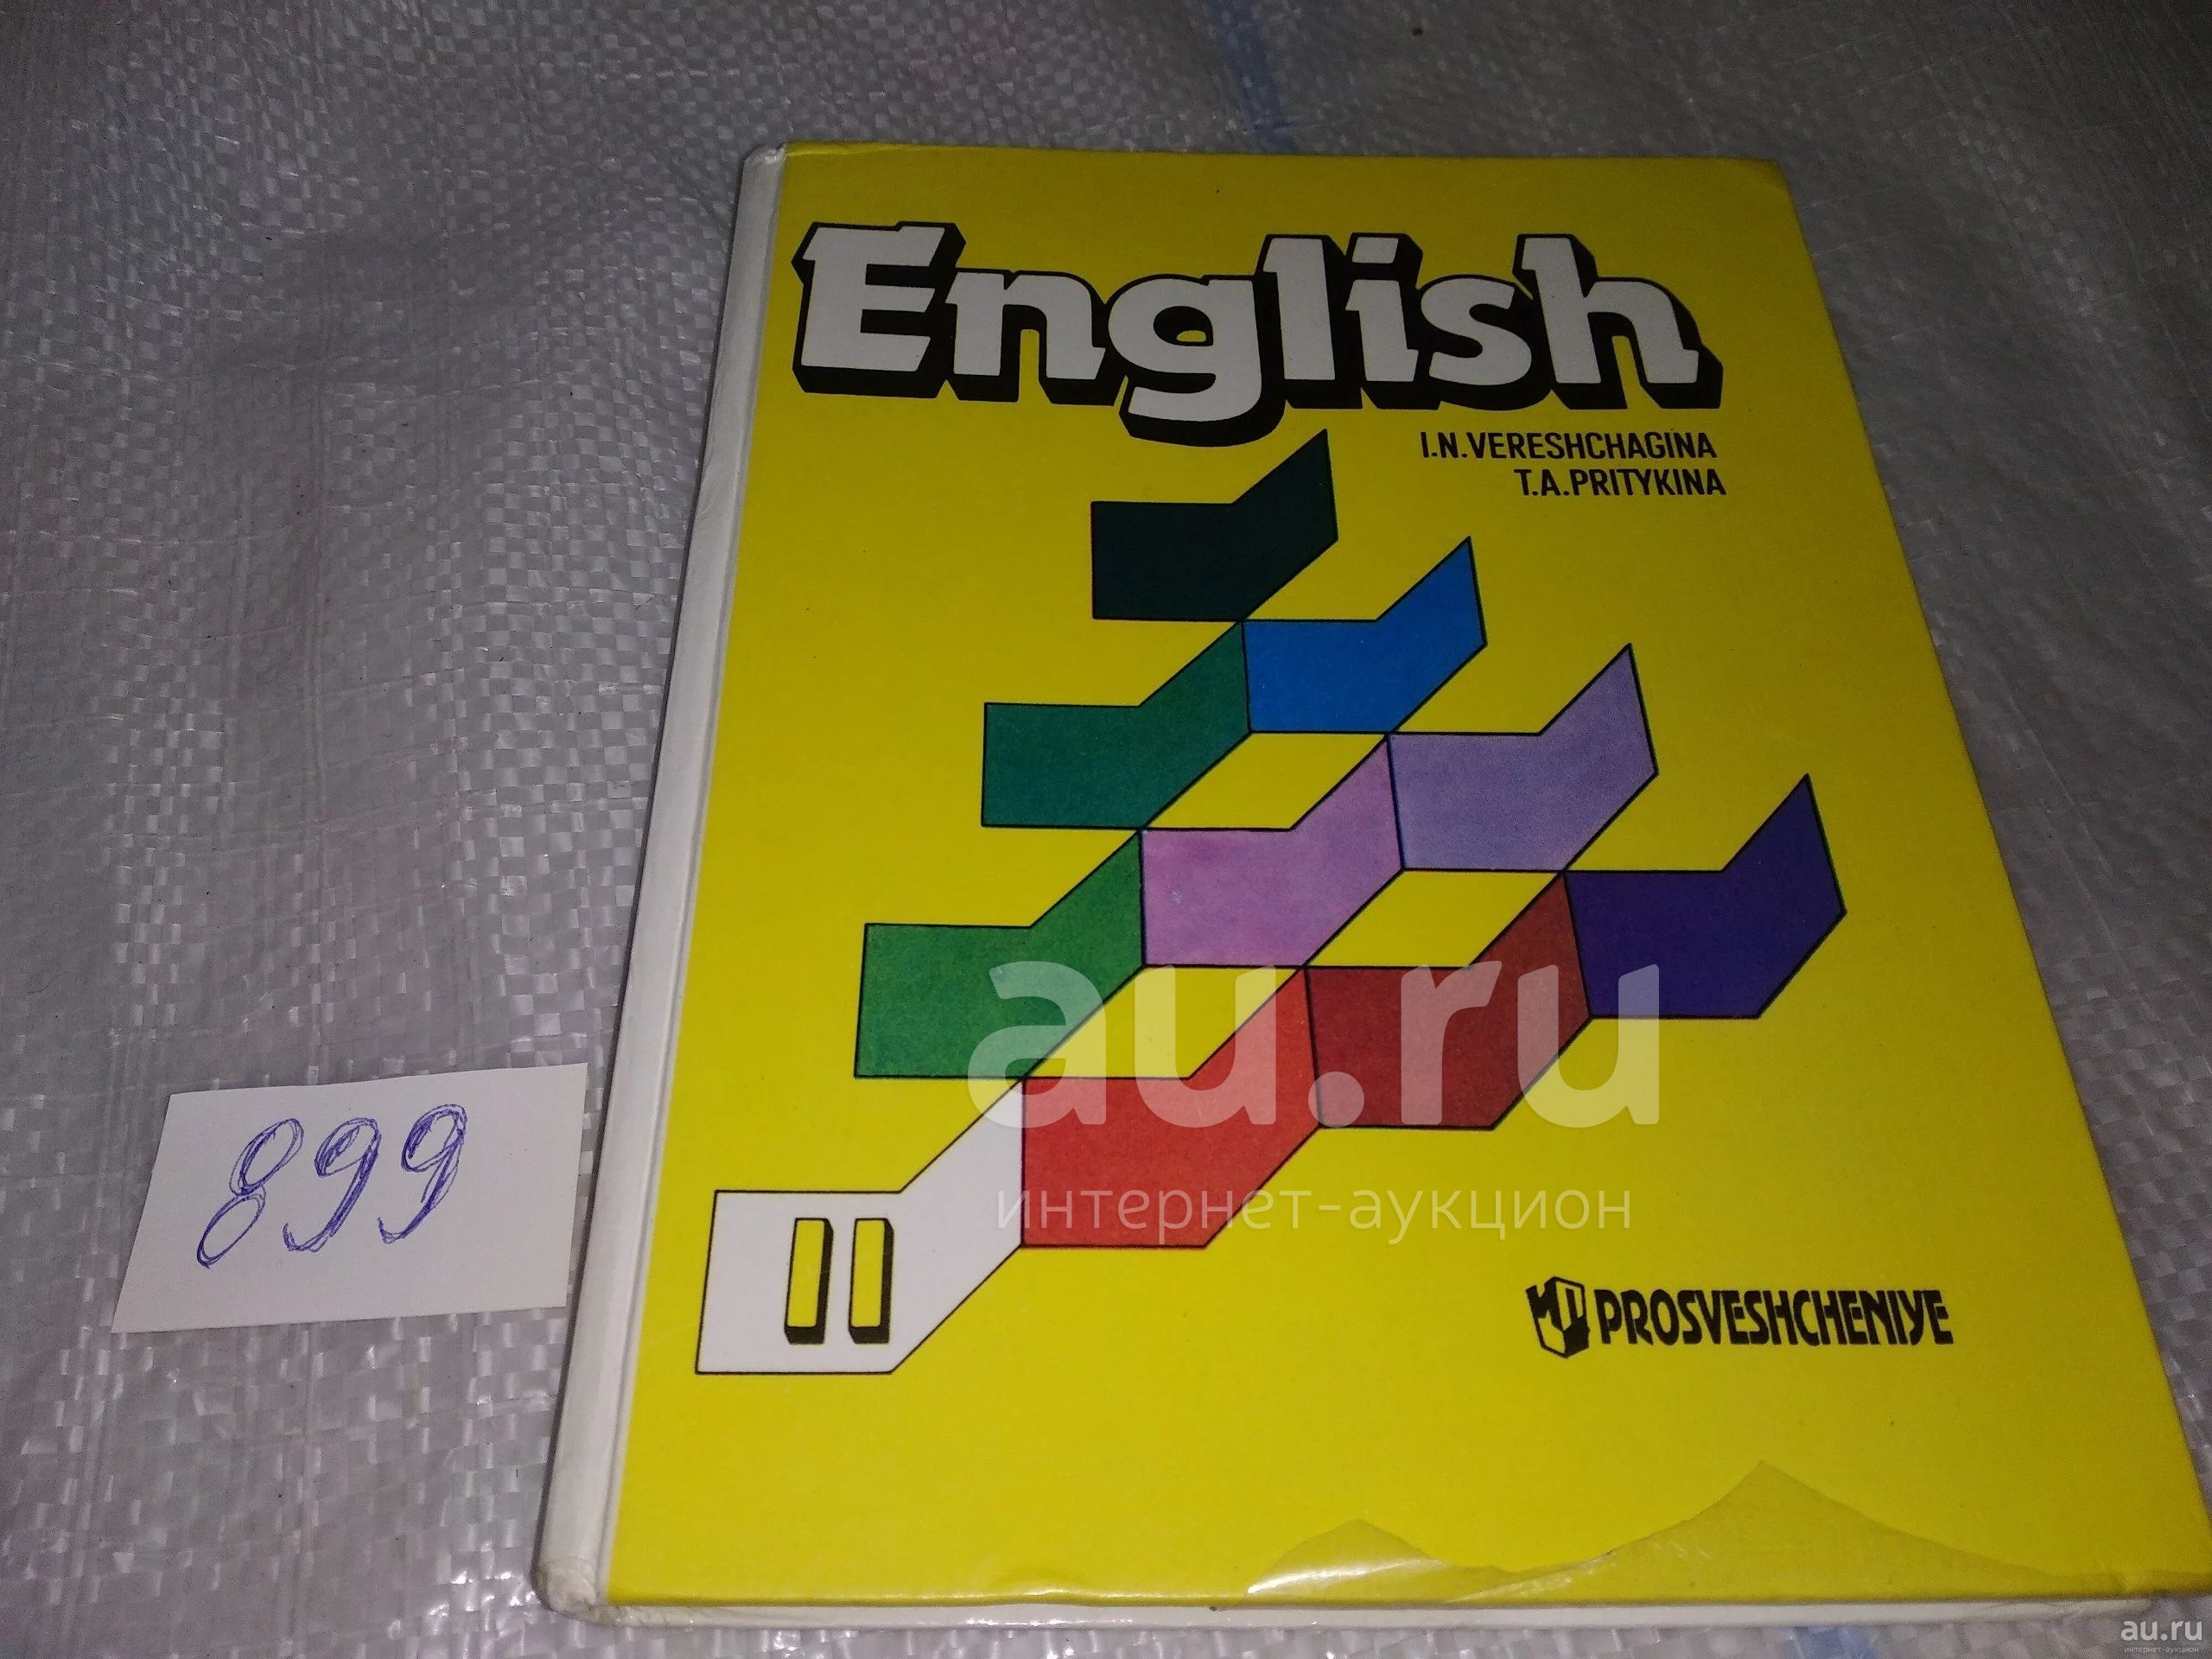 English
I.N.VERESHCHAGINA
T.A.PRITYKINA
au.ru
интернет-аукцион
899
II
PROSVESHCHENIYE
au.ru
интернет-аукцион